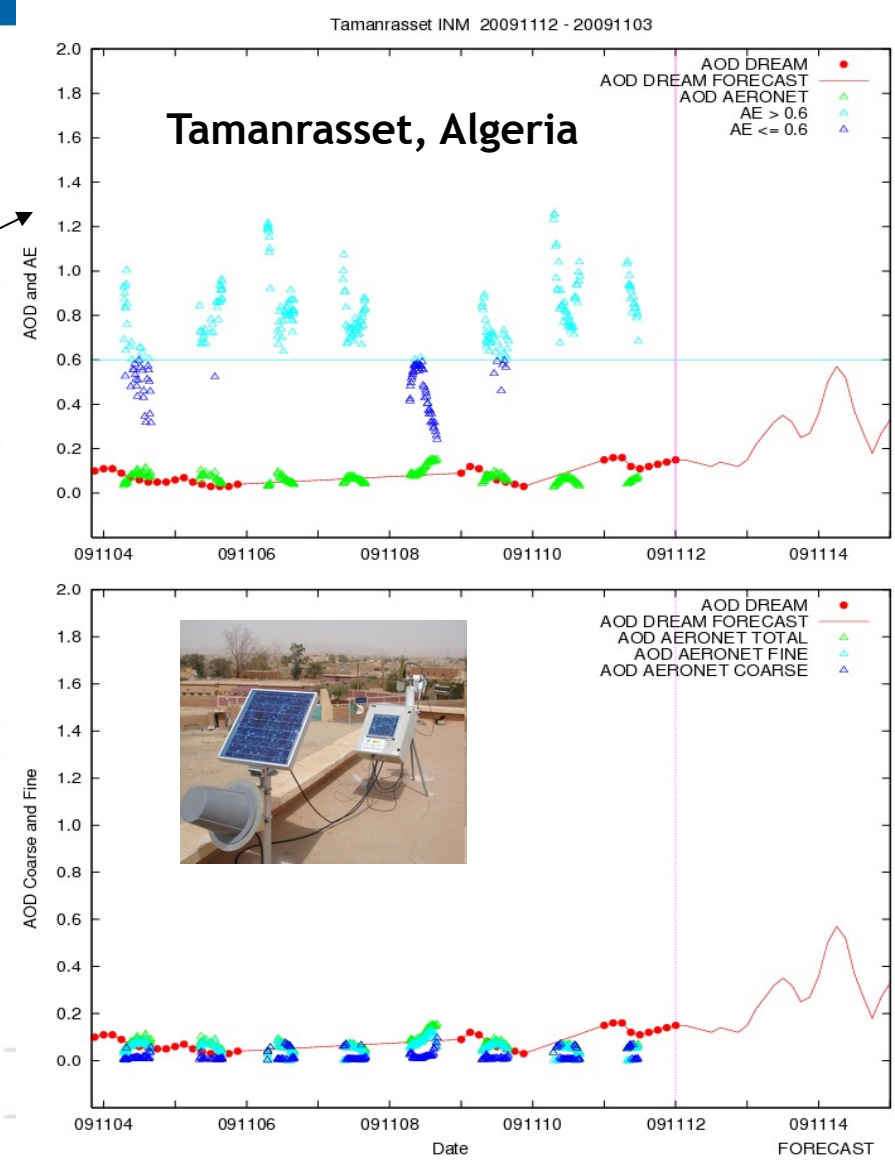 Tamanrasset INM 20091112 - 20091103
2.0
1.8
1.6
1.4
1.2
1.0
0.8
0.6
0.4
0.2
0.0
AOD and AE
AOD DREAM
AOD DREAM FORECAST
AOD AERONET
AE > 0.6
AE <= 0.6
Tamanrasset, Algeria
091104 091106 091108 091110 091112 091114
2.0
1.8
1.6
1.4
1.2
1.0
0.8
0.6
0.4
0.2
0.0
AOD Coarse and Fine
AOD DREAM
AOD DREAM FORECAST
AOD AERONET TOTAL
AOD AERONET FINE
AOD AERONET COARSE
091104 091106 091108 091110 091112 091114
Date FORECAST